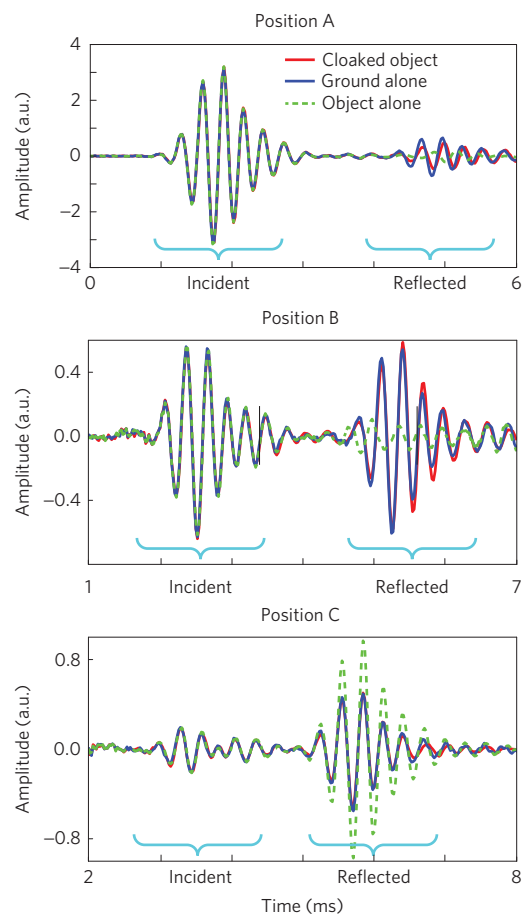 Position A
Amplitude (a.u.)
4
2
0
−2
−4
Cloaked object
Ground alone
Object alone
Incident
Reflected
0
6
Position B
Amplitude (a.u.)
0.4
0.0
−0.4
Incident
Reflected
1
7
Position C
Amplitude (a.u.)
0.8
0.0
−0.8
Incident
Reflected
2
8
Time (ms)